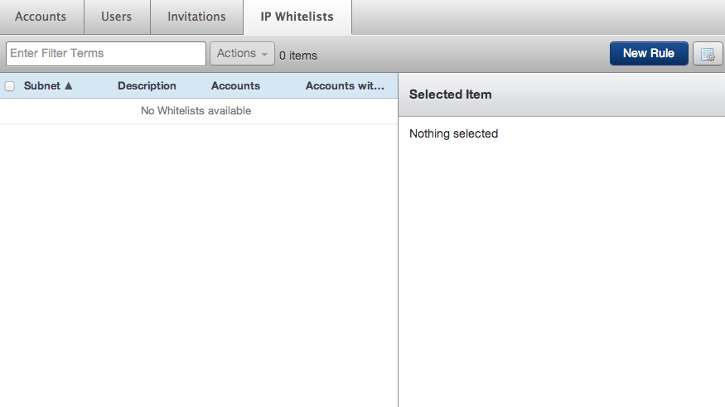 Accounts Users Invitations IP Whitelists
Enter Filter Terms Actions 0 items New Rule
Subnet ▲ Description Accounts Accounts wit...
No Whitelists available
Selected Item
Nothing selected